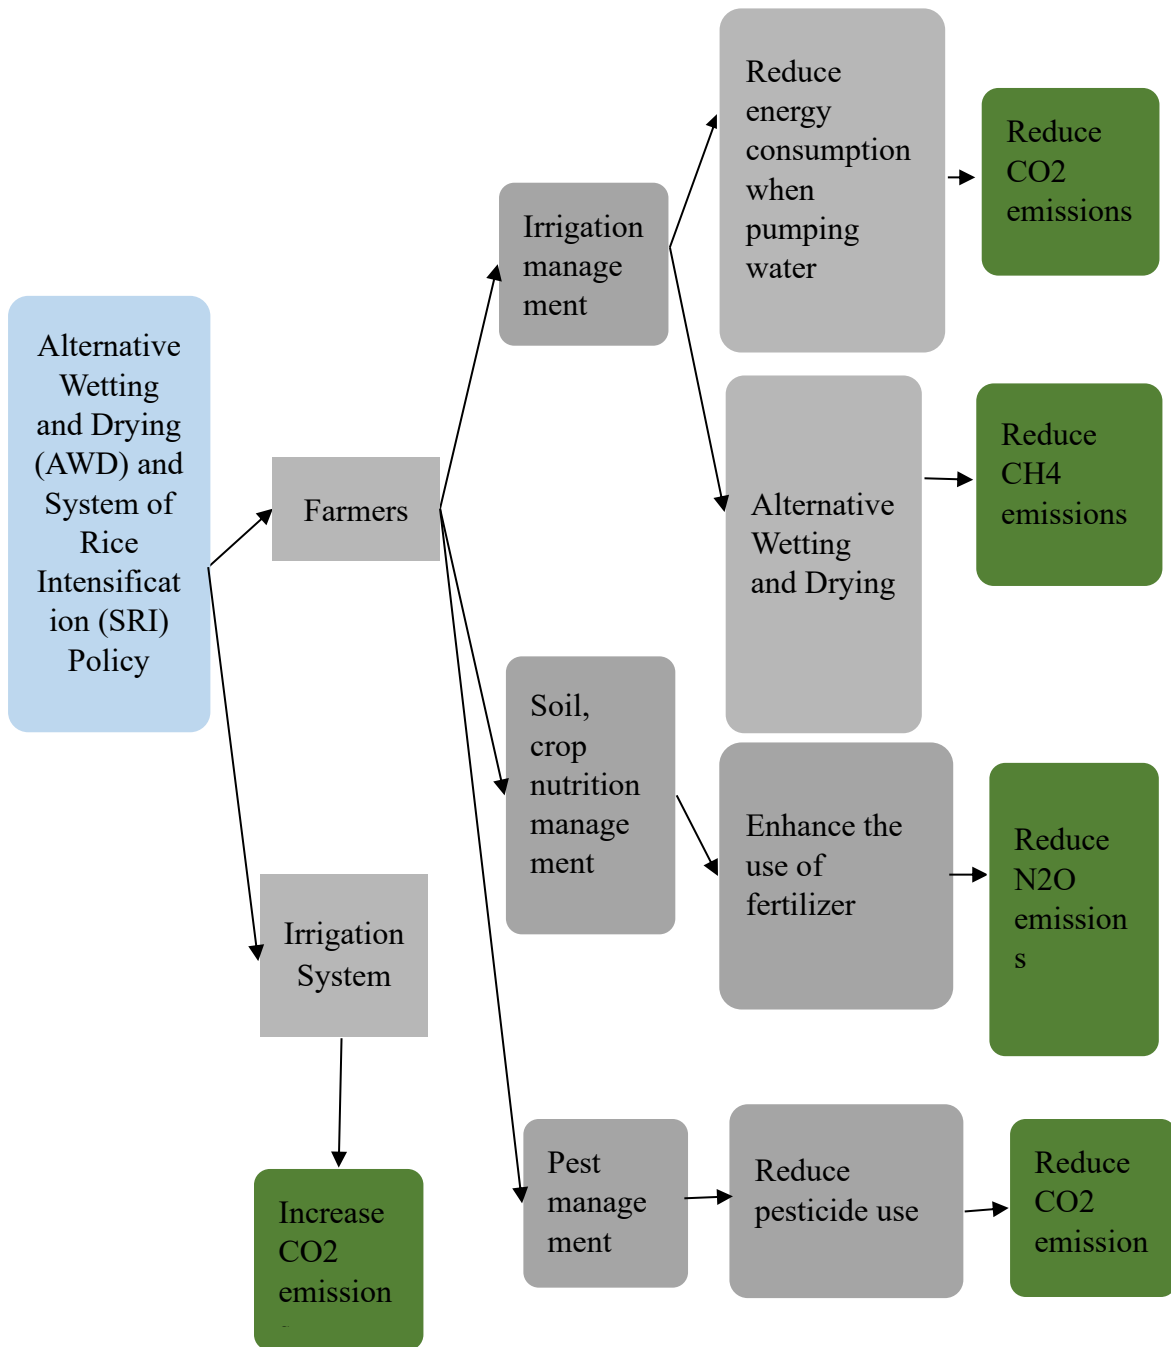 Alternative
Wetting
and Drying
(AWD) and
System of
Rice
Intensificat
ion (SRI)
Policy
Farmers
Irrigation
System
Increase
CO2
emission
Irrigation
manage
ment
Reduce
energy
consumption
when
pumping
water
Reduce
CO2
emissions
Alternative
Wetting
and Drying
Reduce
CH4
emissions
Soil,
crop
nutrition
manage
ment
Enhance the
use of
fertilizer
Reduce
N2O
emission
s
Pest
manage
ment
Reduce
pesticide use
Reduce
CO2
emission